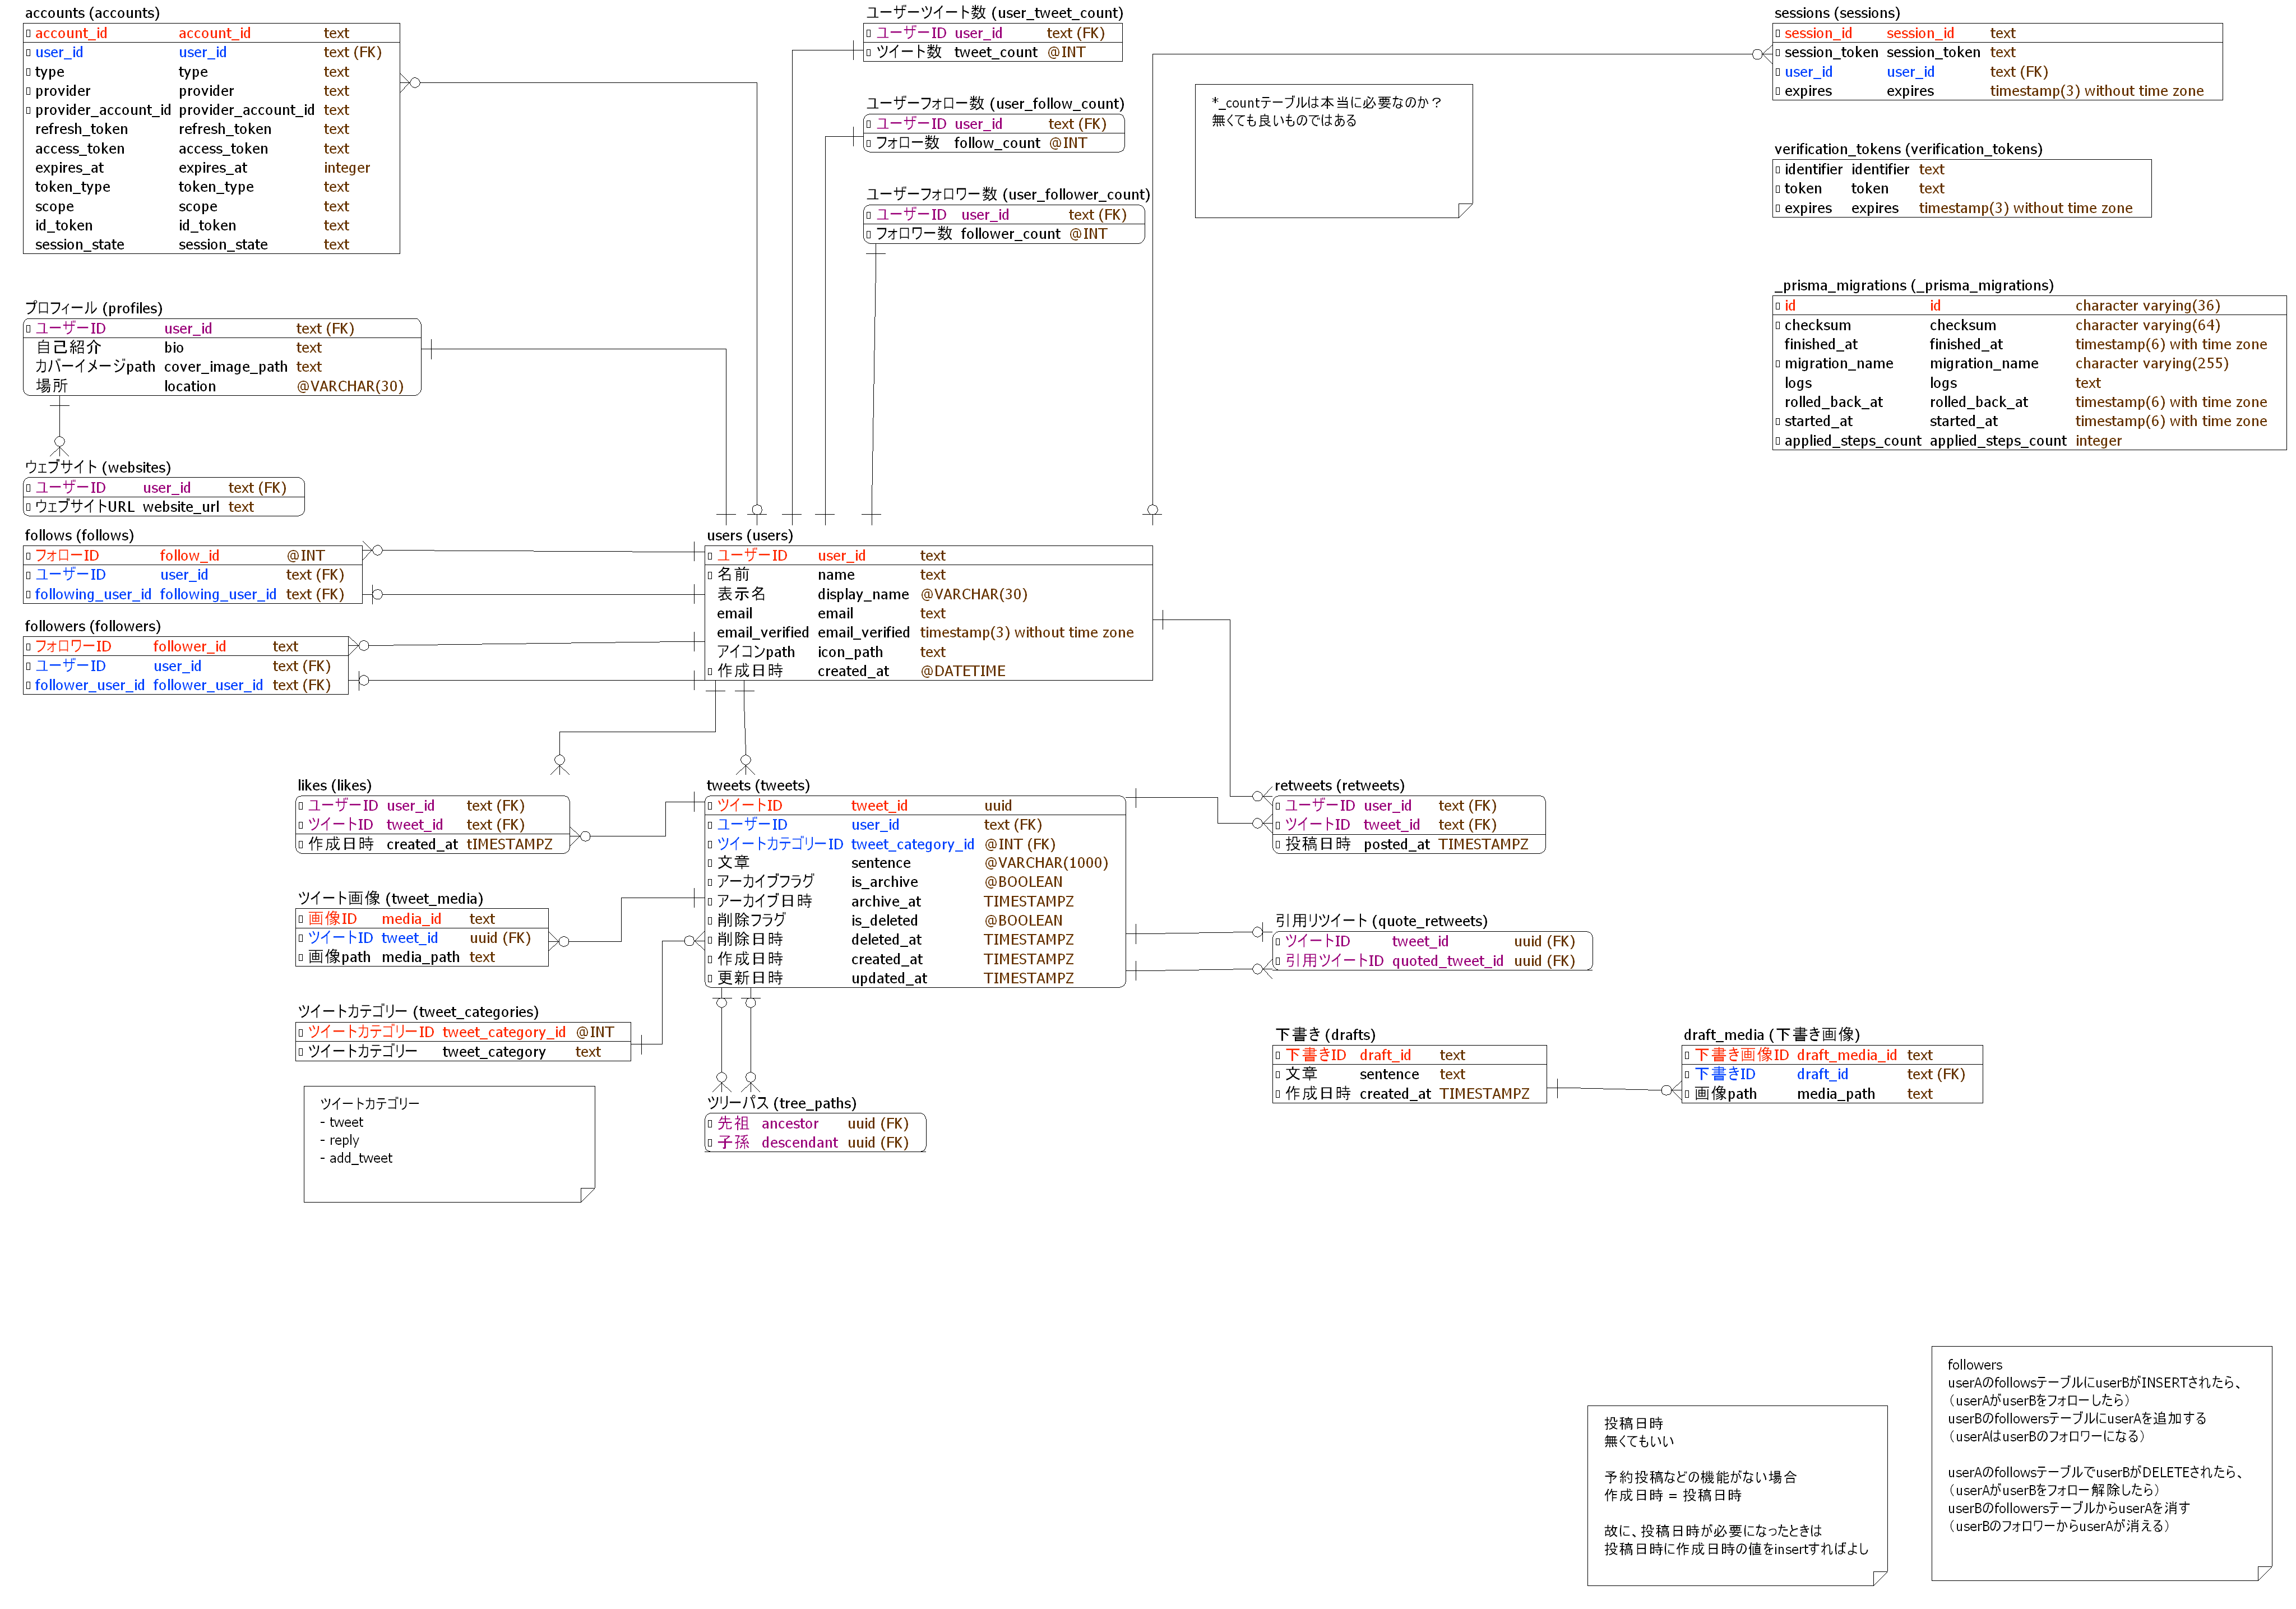 accounts (accounts)
account_id account_id text
user_id user_id text (FK)
type type text
provider provider text
provider_account_id provider_account_id text
refresh_token refresh_token text
access_token access_token text
expires_at expires_at integer
token_type token_type text
scope scope text
id_token id_token text
session_state session_state text
ユーザーツイート数 (user_tweet_count)
ユーザーID user_id text (FK)
ツイート数 tweet_count @INT
ユーザーフォロー数 (user_follow_count)
ユーザーID user_id text (FK)
フォロー数 follow_count @INT
ユーザーフォロワー数 (user_follower_count)
ユーザーID user_id text (FK)
フォロワー数 follower_count @INT
*_countテーブルは本当に必要なのか？
無くても良いものではある
sessions (sessions)
session_id session_id text
session_token session_token text
user_id user_id text (FK)
expires expires timestamp(3) without time zone
verification_tokens (verification_tokens)
identifier identifier text
token token text
expires expires timestamp(3) without time zone
_prisma_migrations (_prisma_migrations)
id id character varying(36)
checksum checksum character varying(64)
finished_at finished_at timestamp(6) with time zone
migration_name migration_name character varying(255)
logs logs text
rolled_back_at rolled_back_at timestamp(6) with time zone
started_at started_at timestamp(6) with time zone
applied_steps_count applied_steps_count integer
プロフィール (profiles)
ユーザーID user_id text (FK)
自己紹介 bio text
カバーイメージpath cover_image_path text
場所 location @VARCHAR(30)
ウェブサイト (websites)
ユーザーID user_id text (FK)
ウェブサイトURL website_url text
follows (follows)
フォローID follow_id @INT
ユーザーID user_id text (FK)
following_user_id following_user_id text (FK)
followers (followers)
フォロワーID follower_id text
ユーザーID user_id text (FK)
follower_user_id follower_user_id text (FK)
users (users)
ユーザーID user_id text
名前 name text
表示名 display_name @VARCHAR(30)
email email text
email_verified email_verified timestamp(3) without time zone
アイコンpath icon_path text
作成日時 created_at @DATETIME
likes (likes)
ユーザーID user_id text (FK)
ツイートID tweet_id text (FK)
作成日時 created_at tIMESTAMPZ
ツイート画像 (tweet_media)
画像ID media_id text
ツイートID tweet_id uuid (FK)
画像path media_path text
ツイートカテゴリー (tweet_categories)
ツイートカテゴリーID tweet_category_id @INT
ツイートカテゴリー tweet_category text
ツイートカテゴリー
- tweet
- reply
- add_tweet
tweets (tweets)
ツイートID tweet_id uuid
ユーザーID user_id text (FK)
ツイートカテゴリーID tweet_category_id @INT (FK)
文章 sentence @VARCHAR(1000)
アーカイブフラグ is_archive @BOOLEAN
アーカイブ日時 archive_at TIMESTAMPZ
削除フラグ is_deleted @BOOLEAN
削除日時 deleted_at TIMESTAMPZ
作成日時 created_at TIMESTAMPZ
更新日時 updated_at TIMESTAMPZ
ツリーパス (tree_paths)
先祖 ancestor uuid (FK)
子孫 descendant uuid (FK)
retweets (retweets)
ユーザーID user_id text (FK)
ツイートID tweet_id text (FK)
投稿日時 posted_at TIMESTAMPZ
引用リツイート (quote_retweets)
ツイートID tweet_id uuid (FK)
引用ツイートID quoted_tweet_id uuid (FK)
下書き (drafts)
下書きID draft_id text
文章 sentence text
作成日時 created_at TIMESTAMPZ
draft_media (下書き画像)
下書き画像ID draft_media_id text
下書きID draft_id text (FK)
画像path media_path text
投稿日時
無くてもいい
予約投稿などの機能がない場合
作成日時 = 投稿日時
故に、投稿日時が必要になったときは
投稿日時に作成日時の値をinsertすればよし
followers
userAのfollowsテーブルにuserBがINSERTされたら、
（userAがuserBをフォローしたら）
userBのfollowersテーブルにuserAを追加する
（userAはuserBのフォロワーになる）
userAのfollowsテーブルでuserBがDELETEされたら、
（userAがuserBをフォロー解除したら）
userBのfollowersテーブルからuserAを消す
（userBのフォロワーからuserAが消える）